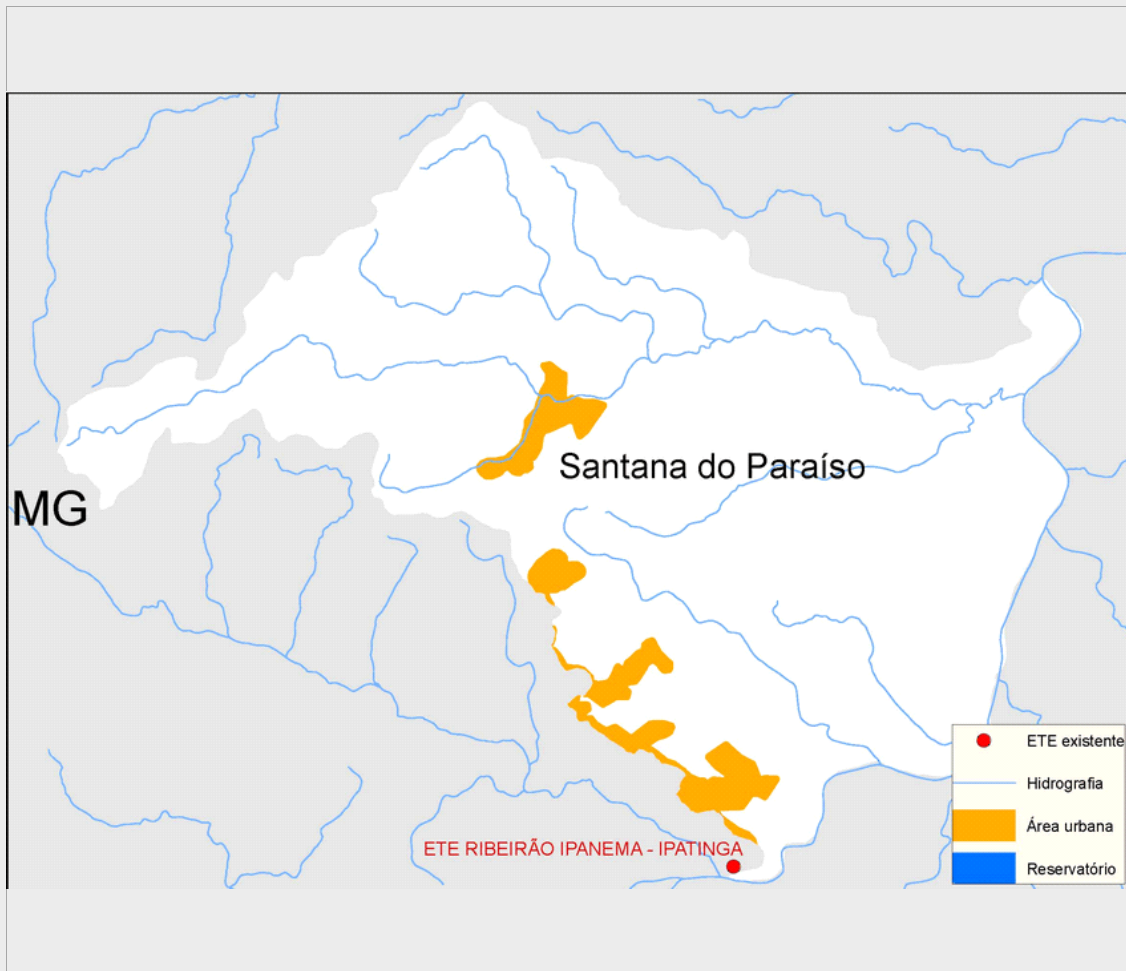 Santana do Paraíso
MG
ETE RIBEIRÃO IPANEMA - IPATINGA
ETE existente
Hidrografia
Área urbana
Reservatório